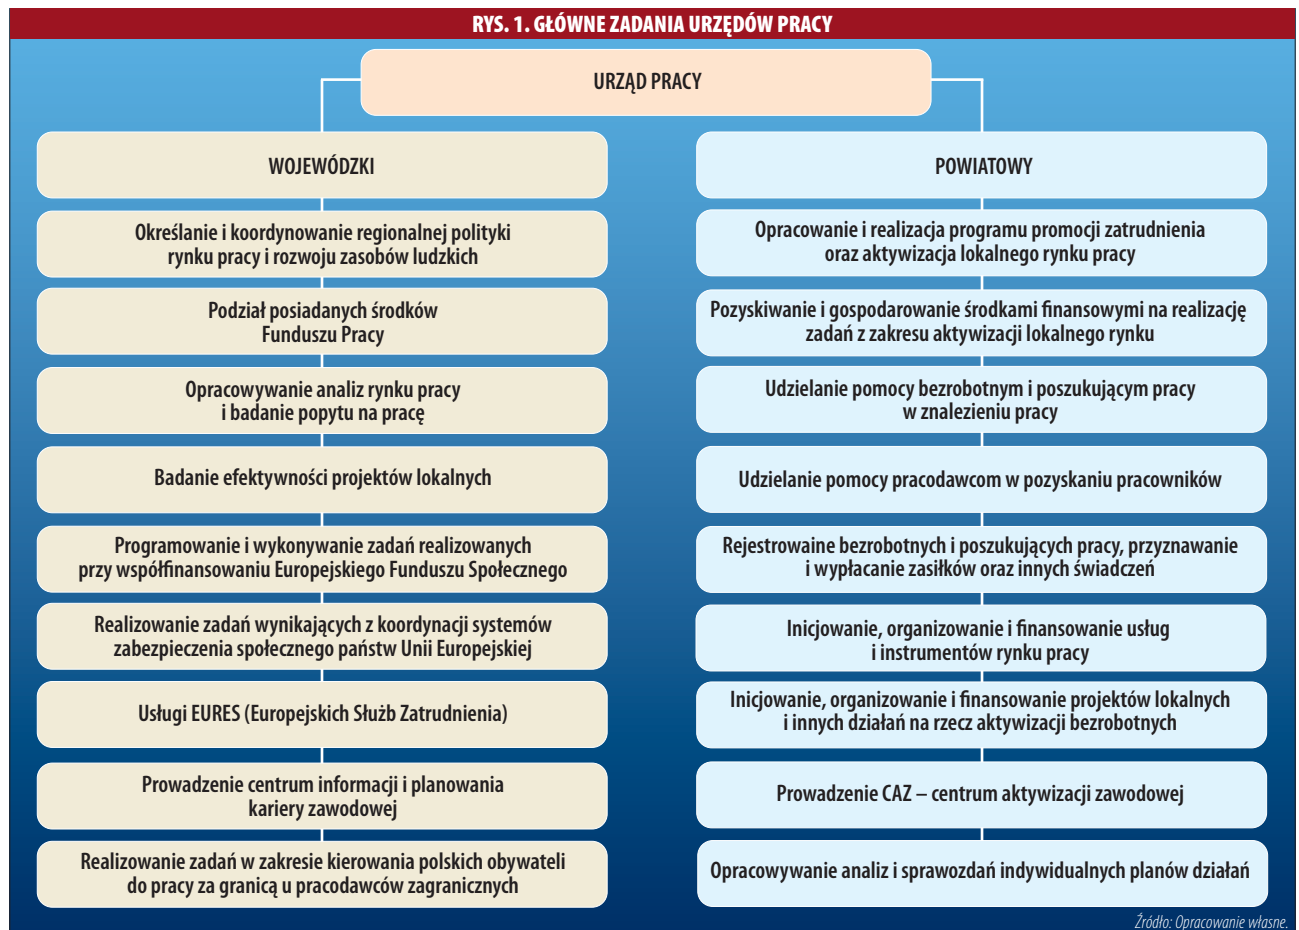 RYS. 1. GŁÓWNE ZADANIA URZĘDÓW PRACY
URZĄD PRACY
WOJEWÓDZKI
Określanie i koordynowanie regionalnej polityki
rynku pracy i rozwoju zasobów ludzkich
Podział posiadanych środków
Funduszu Pracy
Opracowywanie analiz rynku pracy
i badanie popytu na pracę
Badanie efektywności projektów lokalnych
Programowanie i wykonywanie zadań realizowanych
przy współfinansowaniu Europejskiego Funduszu Społecznego
Realizowanie zadań wynikających z koordynacji systemów
zabezpieczenia społecznego państw Unii Europejskiej
Usługi EURES (Europejskich Służb Zatrudnienia)
Prowadzenie centrum informacji i planowania
kariery zawodowej
Realizowanie zadań w zakresie kierowania polskich obywateli
do pracy za granicą u pracodawców zagranicznych
POWIATOWY
Opracowanie i realizacja programu promocji zatrudnienia
oraz aktywizacja lokalnego rynku pracy
Pozyskiwanie i gospodarowanie środkami finansowymi na realizację
zadań z zakresu aktywizacji lokalnego rynku
Udzielanie pomocy bezrobotnym i poszukującym pracy
w znalezieniu pracy
Udzielanie pomocy pracodawcom w pozyskaniu pracowników
Rejestrowaine bezrobotnych i poszukujących pracy, przyznawanie
i wypłacanie zasiłków oraz innych świadczeń
Inicjowanie, organizowanie i finansowanie usług
i instrumentów rynku pracy
Inicjowanie, organizowanie i finansowanie projektów lokalnych
i innych działań na rzecz aktywizacji bezrobotnych
Prowadzenie CAZ – centrum aktywizacji zawodowej
Opracowywanie analiz i sprawozdań indywidualnych planów działań
Źródło: Opracowanie własne.